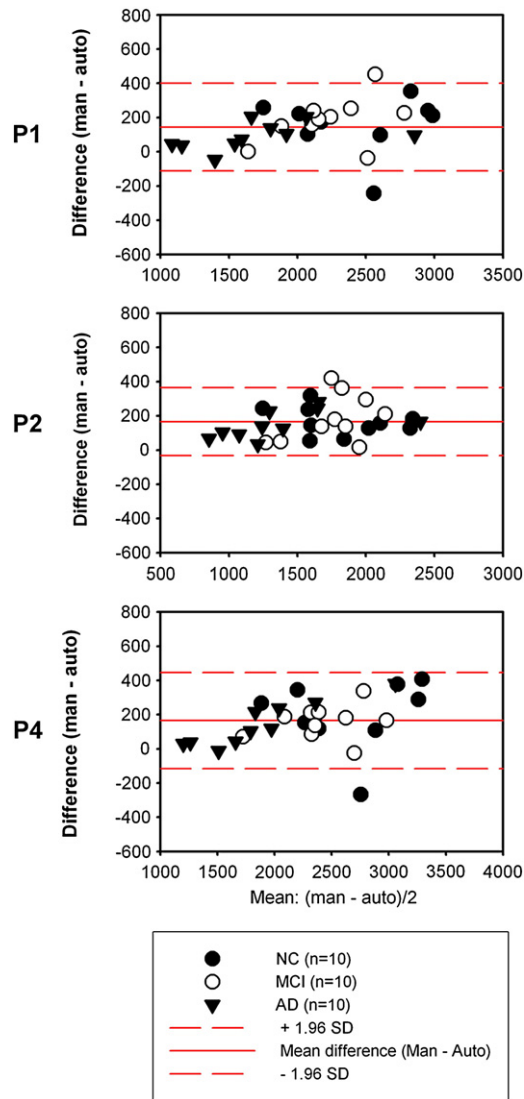 P1
Difference (man - auto)
800
600
400
200
0
-200
-400
-600
1000 1500 2000 2500 3000 3500
P2
Difference (man - auto)
800
600
400
200
0
-200
-400
-600
500 1000 1500 2000 2500 3000
P4
Difference (man - auto)
800
600
400
200
0
-200
-400
-600
1000 1500 2000 2500 3000 3500 4000
Mean: (man - auto)/2
NC (n=10)
MCI (n=10)
AD (n=10)
+ 1.96 SD
Mean difference (Man - Auto)
- 1.96 SD